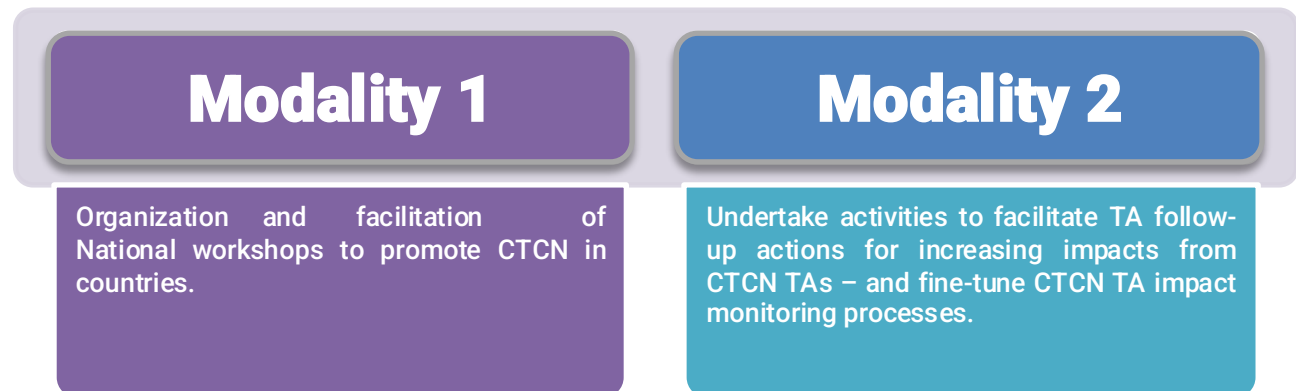 Modality 1
Organization and facilitation of
National workshops to promote CTCN in
countries.
Modality 2
Undertake activities to facilitate TA follow-
up actions for increasing impacts from
CTCN TAs – and fine-tune CTCN TA impact
monitoring processes.